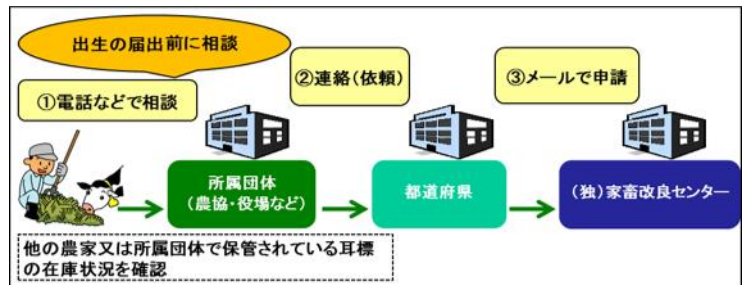 出生の届出前に相談
①電話などで相談
②連絡(依頼)
③メールで申請
所属団体
(農協・役場など)
都道府県
(独)家畜改良センター
他の農家又は所属団体で保管されている耳標
の在庫状況を確認